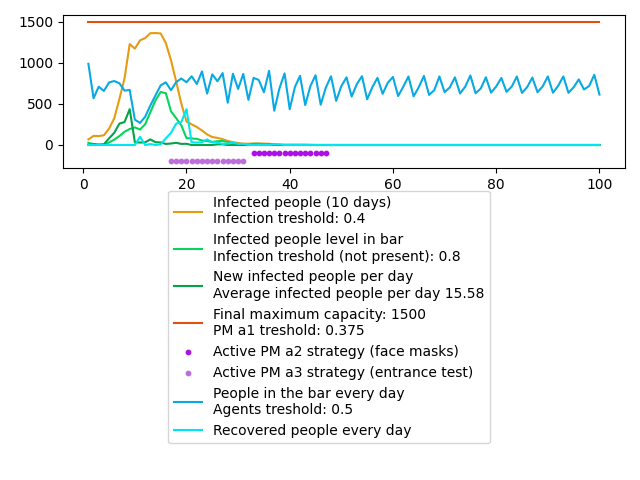 1500
1000
500
0
0
20
40
60
80
100
Infected people (10 days)
Infection treshold: 0.4
Infected people level in bar
Infection treshold (not present): 0.8
New infected people per day
Average infected people per day 15.58
Final maximum capacity: 1500
PM a1 treshold: 0.375
Active PM a2 strategy (face masks)
Active PM a3 strategy (entrance test)
People in the bar every day
Agents treshold: 0.5
Recovered people every day